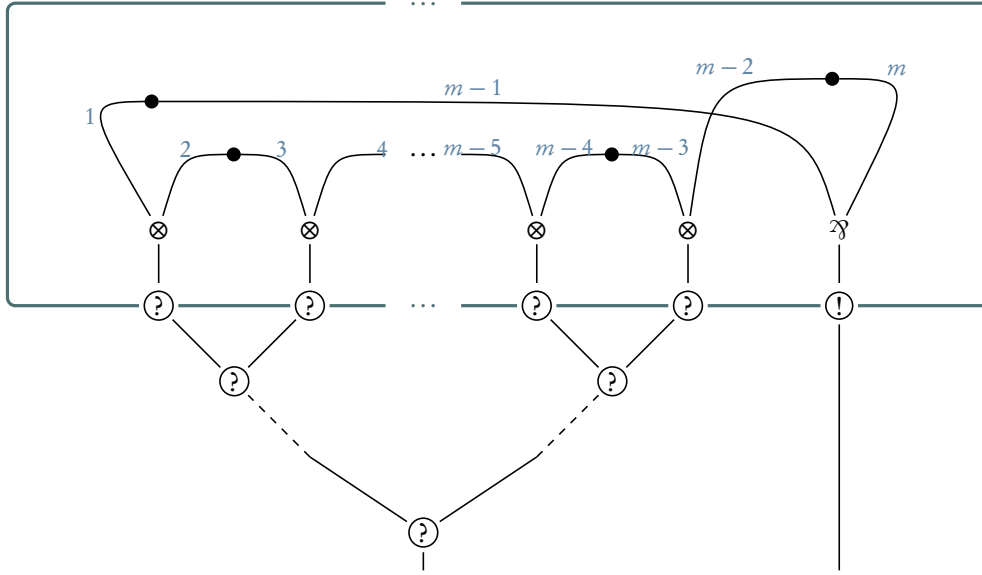 ...
m − 2 m
m − 1
1
2 3 4 ... m − 5 m − 4 m − 3
⊗ ⊗ ⊗ ⊗ ⅋
? ? ... ? ? !
? ?
?